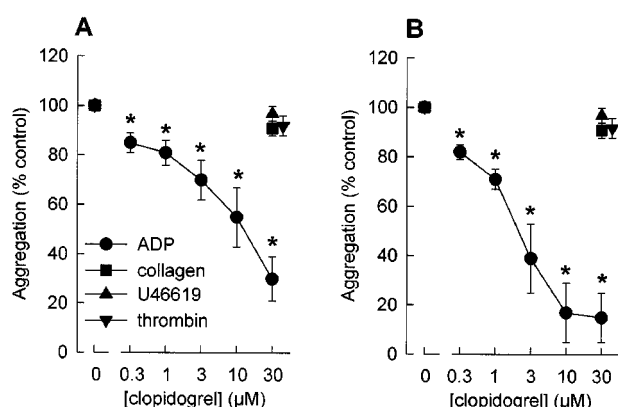 A
120
100
80
60
40
20
0
Aggregation (% control)
* * * * *
ADP
collagen
U46619
thrombin
0 0.3 1 3 10 30
[clopidogrel] (µM)
B
120
100
80
60
40
20
0
Aggregation (% control)
* * * * *
0 0.3 1 3 10 30
[clopidogrel] (µM)